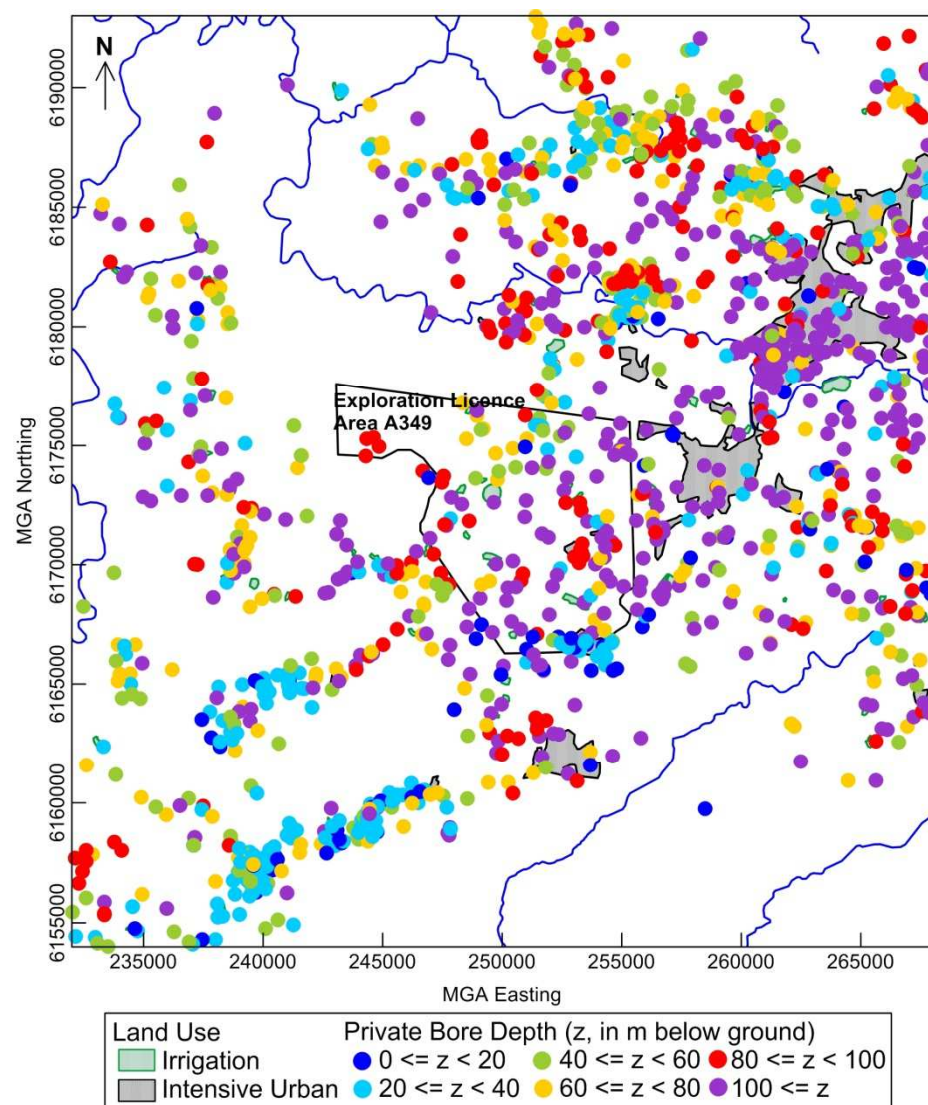 N
6190000
6185000
6180000
6175000
6170000
6165000
6160000
6155000
MGA Northing
Exploration Licence
Area A349
235000 240000 245000 250000 255000 260000 265000
MGA Easting
Land Use
Irrigation
Intensive Urban
Private Bore Depth (z, in m below ground)
0 <= z < 20 40 <= z < 60 80 <= z < 100
20 <= z < 40 60 <= z < 80 100 <= z